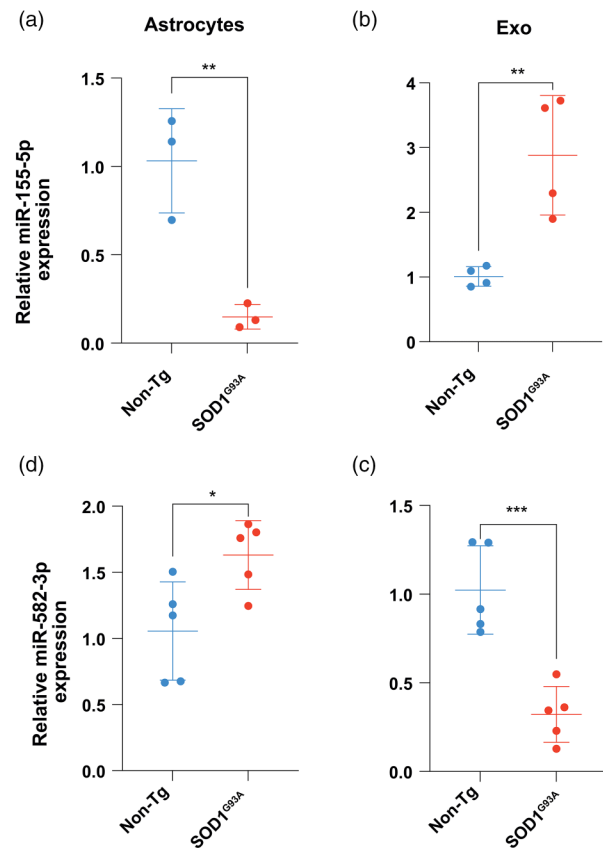 (a)
Astrocytes
(b)
Exo
Relative miR-155-5p
expression
1.5
1.0
0.5
0.0
**
Non-Tg
SOD1G93A
4
3
2
1
0
**
Non-Tg
SOD1G93A
(d)
(c)
Relative miR-582-3p
expression
2.0
1.5
1.0
0.5
0.0
*
Non-Tg
SOD1G93A
1.5
1.0
0.5
0.0
***
Non-Tg
SOD1G93A